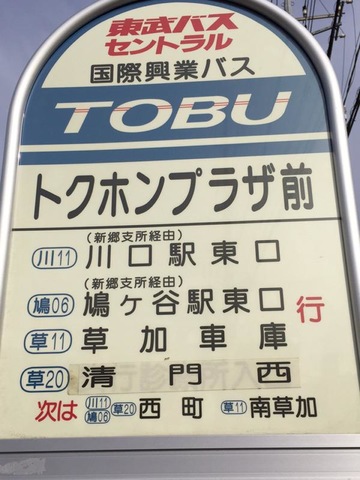 東武バス
セントラル
国際興業バス
TOBU
トクホンプラザ前
(新郷支所経由)
川11 川口駅東口
(新郷支所経由)
鳩06 鳩ヶ谷駅東口 行
草11 草加車庫
草20 清門西
次は 川11 鳩06 草20 西町 草11 南草加